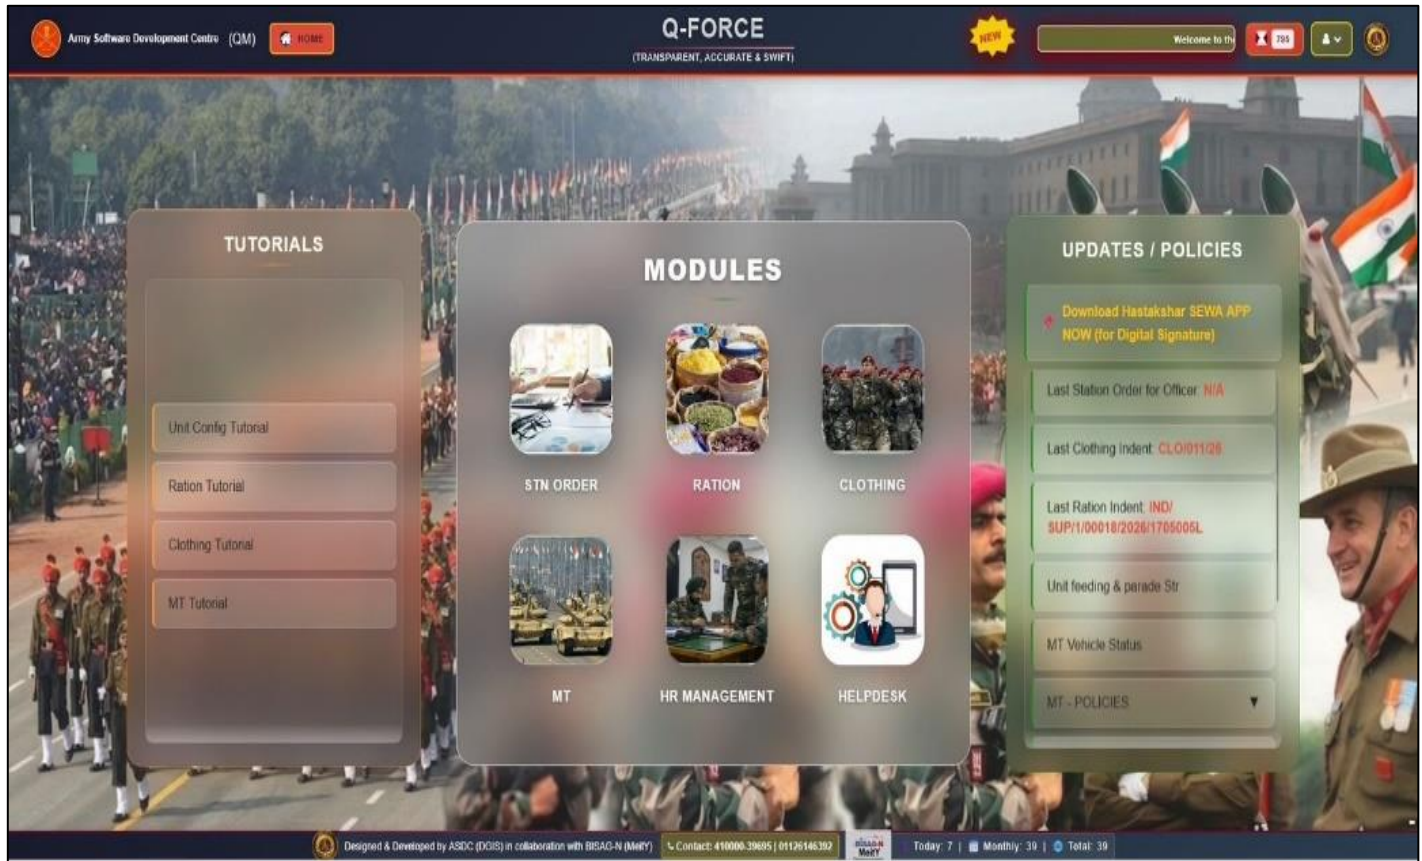 Army Software Development Centre (QM)
HOME
Q-FORCE
(TRANSPARENT, ACCURATE & SWIFT)
NEW
Welcome to th
795
TUTORIALS
Unit Config Tutorial
Ration Tutorial
Clothing Tutorial
MT Tutorial
MODULES
STN ORDER
RATION
CLOTHING
MT
HR MANAGEMENT
HELPDESK
UPDATES / POLICIES
Download Hastakshar SEWA APP
NOW (for Digital Signature)
Last Station Order for Officer: N/A
Last Clothing Indent: CLO/011/26
Last Ration Indent: IND/
SUP/1/00018/2026/1705005L
Unit feeding & parade Str
MT Vehicle Status
MT - POLICIES
Designed & Developed by ASDC (DGIS) in collaboration with BISAG-N (MeitY)
Contact: 410000-39695 | 01126146392
BISAG-N
MeitY
Today: 7 | Monthly: 39 | Total: 39